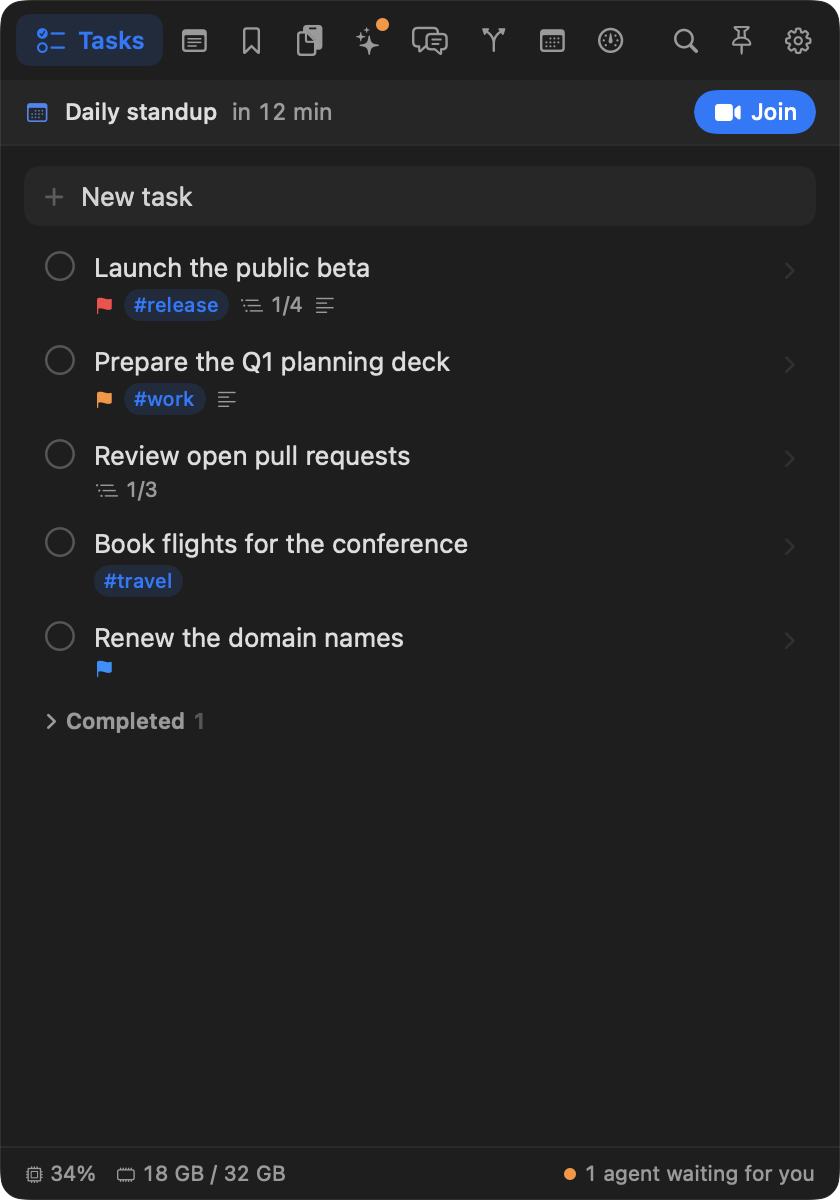 Tasks
Daily standup in 12 min
Join
New task
Launch the public beta
#release 1/4
Prepare the Q1 planning deck
#work
Review open pull requests
1/3
Book flights for the conference
#travel
Renew the domain names
Completed 1
34% 18 GB / 32 GB
1 agent waiting for you